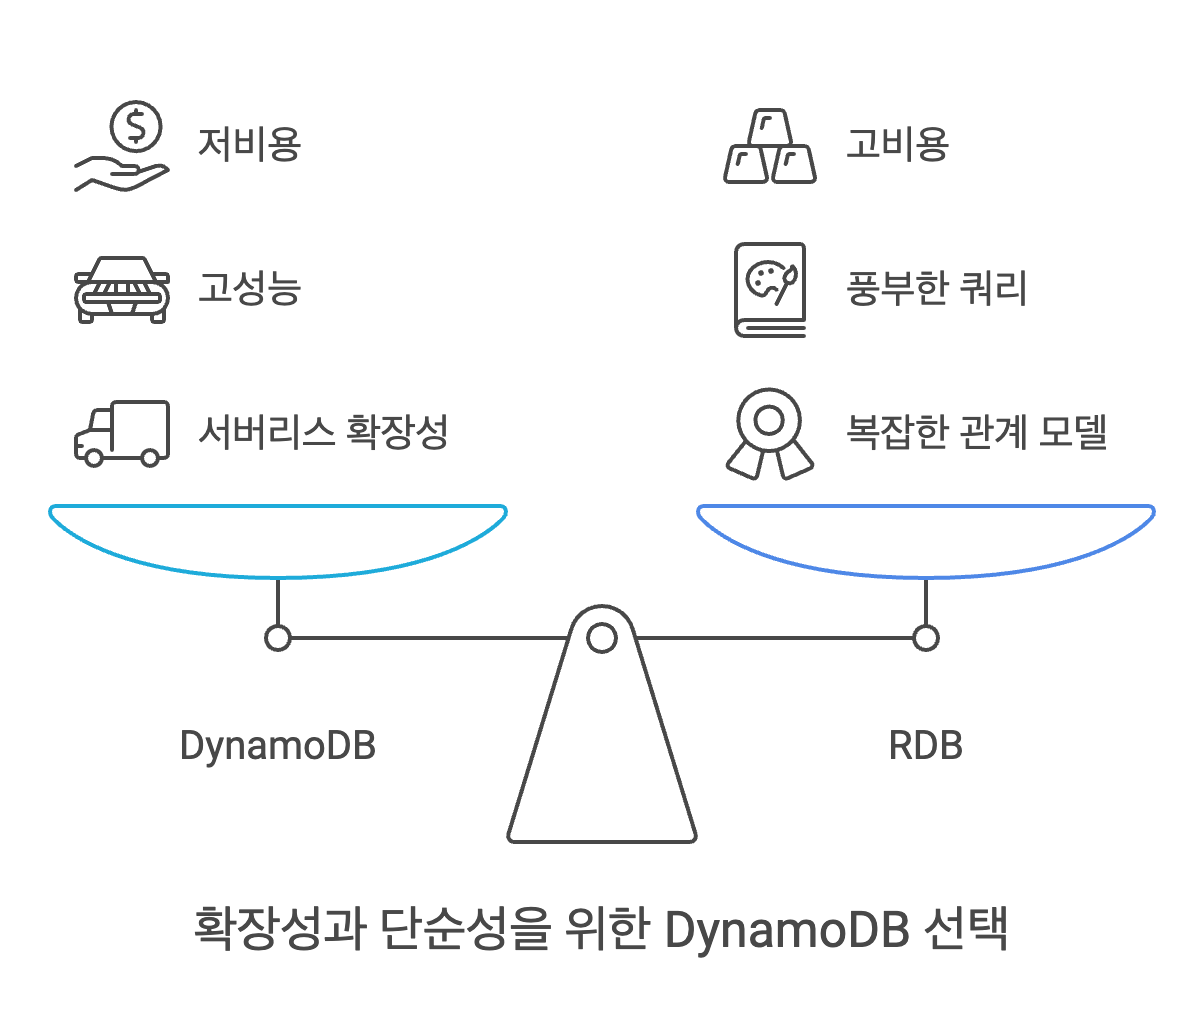 저비용
고성능
서버리스 확장성
고비용
풍부한 쿼리
복잡한 관계 모델
DynamoDB
RDB
확장성과 단순성을 위한 DynamoDB 선택